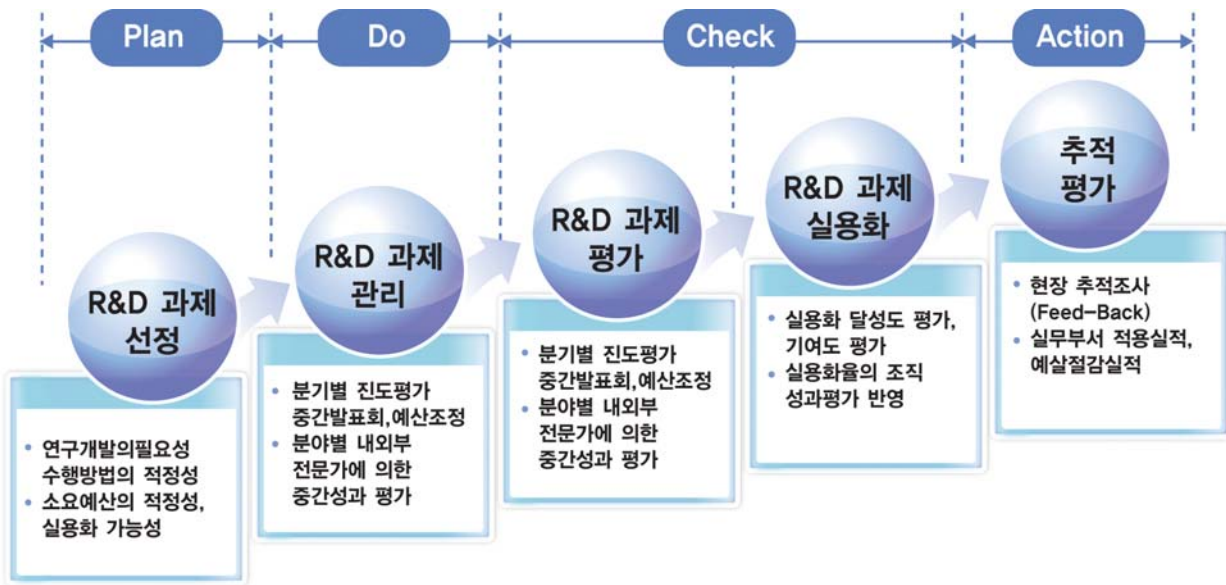 Plan
Do
Check
Action
R&D 과제
선정
• 연구개발의필요성
수행방법의 적정성
• 소요예산의 적정성,
실용화 가능성
R&D 과제
관리
• 분기별 진도평가
중간발표회,예산조정
• 분야별 내외부
전문가에 의한
중간성과 평가
R&D 과제
평가
• 분기별 진도평가
중간발표회,예산조정
• 분야별 내외부
전문가에 의한
중간성과 평가
R&D 과제
실용화
• 실용화 달성도 평가,
기여도 평가
• 실용화율의 조직
성과평가 반영
추적
평가
• 현장 추적조사
(Feed-Back)
• 실무부서 적용실적,
예살절감실적